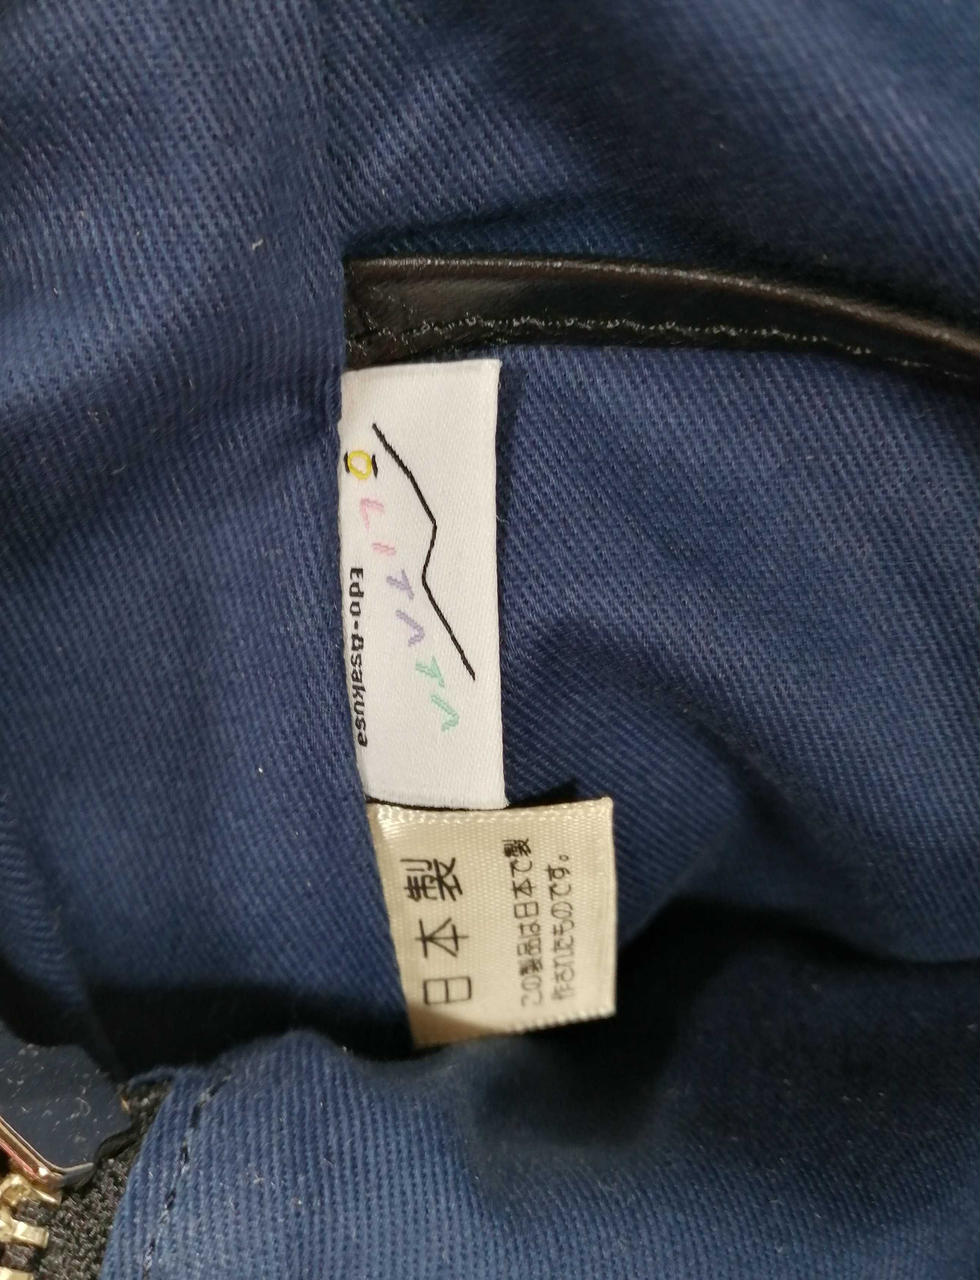 Edo-Asakusa
日本製
この製品は日本で製
作されたものです。